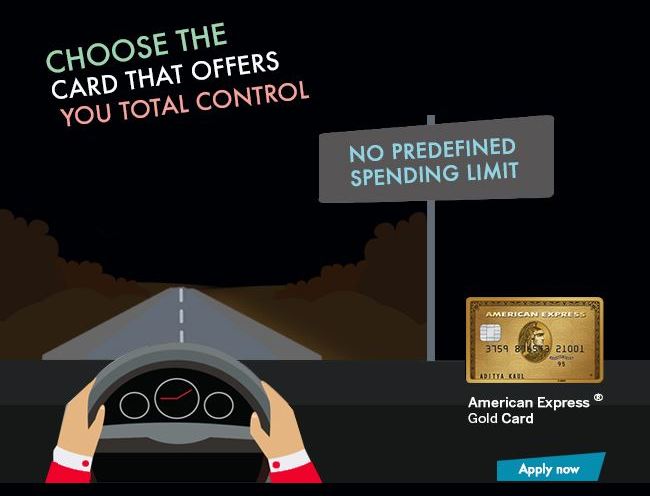 CHOOSE THE
CARD THAT OFFERS
YOU TOTAL CONTROL
NO PREDEFINED
SPENDING LIMIT
AMERICAN EXPRESS
3759 876543 21001
95
ADITYA KAUL
American Express ®
Gold Card
Apply now